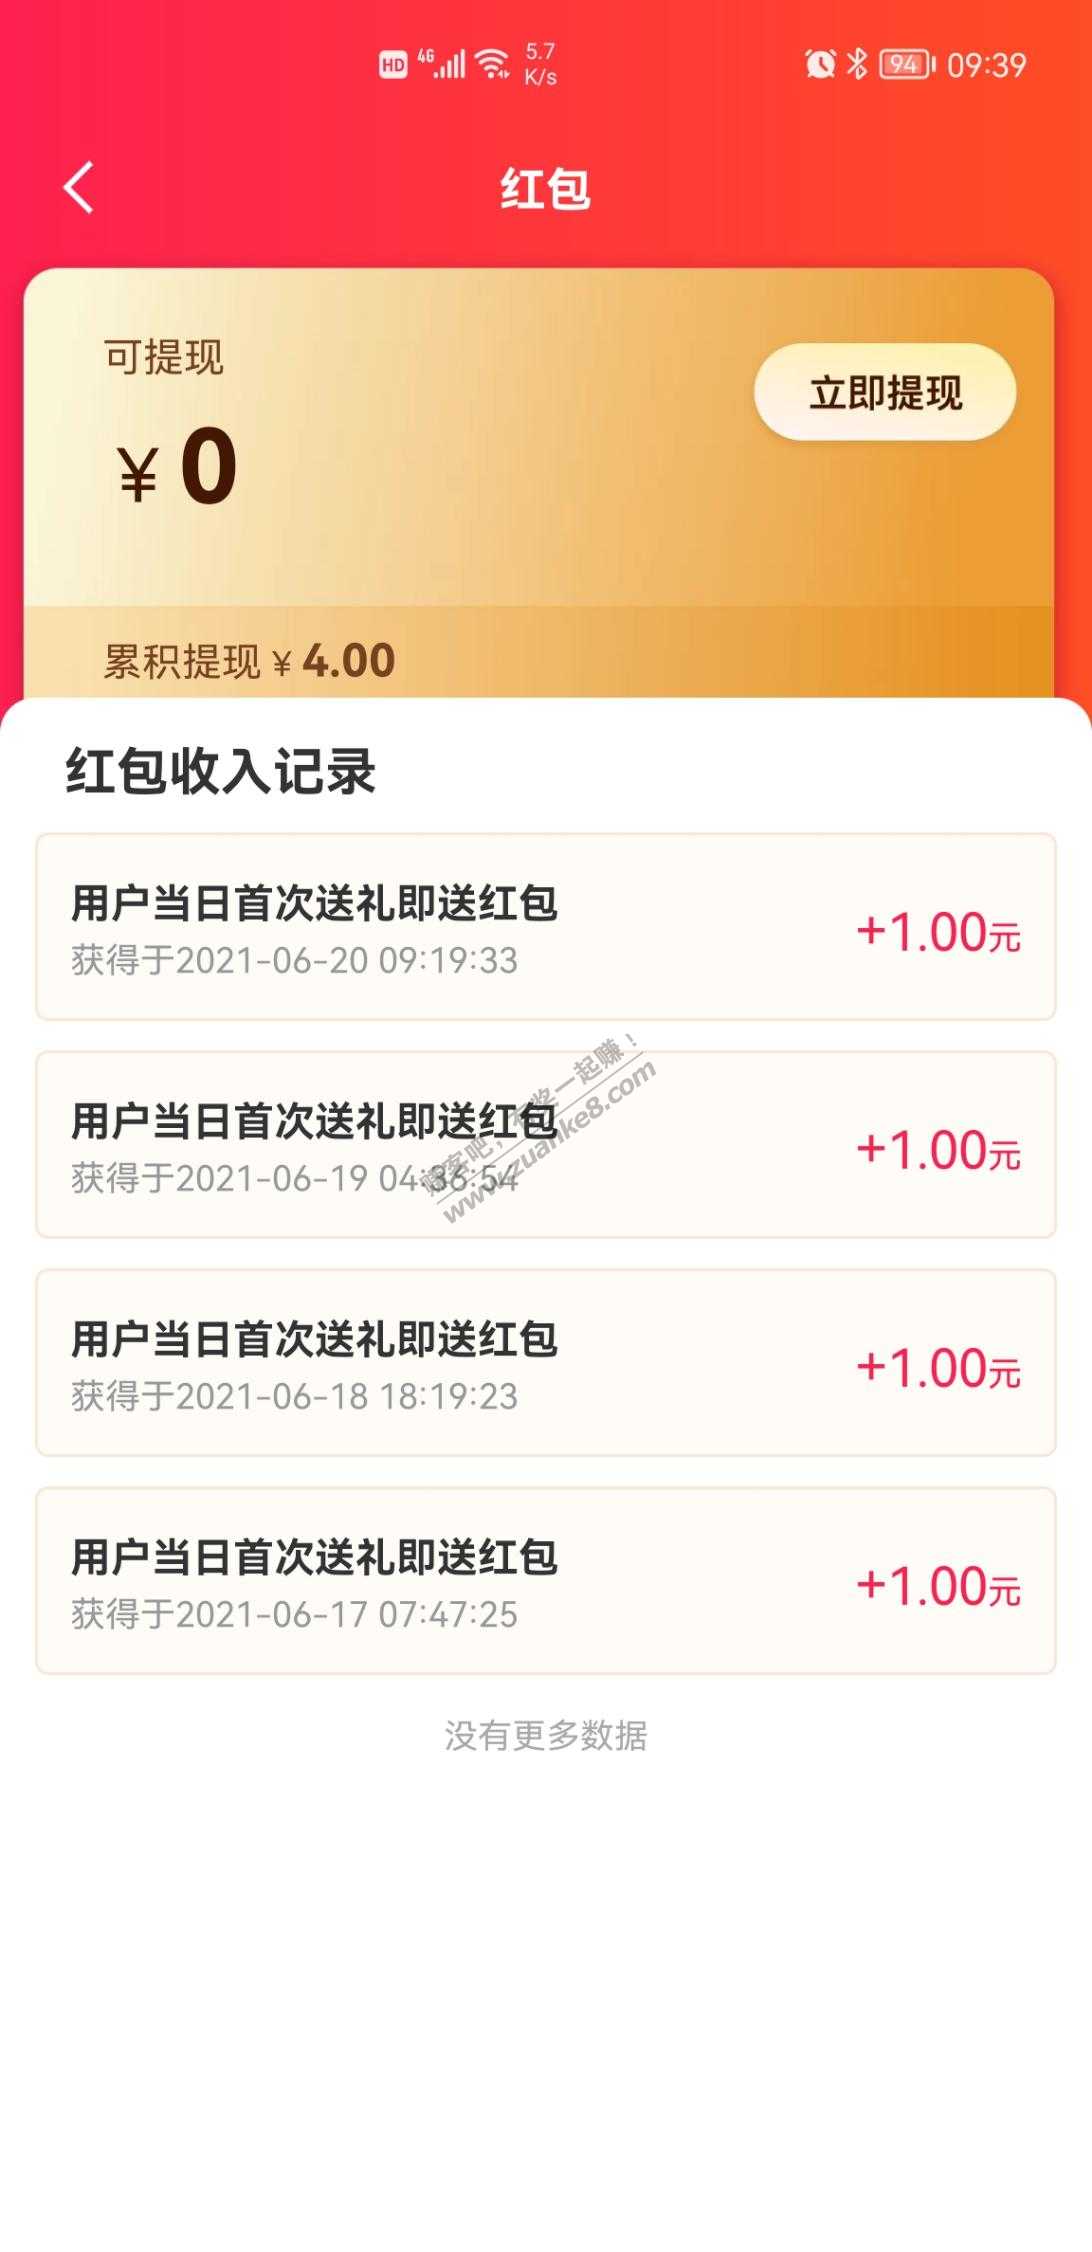 HD 4G 5.7 K/s 94 09:39
红包
可提现
立即提现
¥ 0
累积提现 ¥ 4.00
红包收入记录
用户当日首次送礼即送红包
获得于2021-06-20 09:19:33
+1.00元
用户当日首次送礼即送红包
获得于2021-06-19 04:36:54
+1.00元
赚客吧，有奖一起赚！
www.zuanke8.com
用户当日首次送礼即送红包
获得于2021-06-18 18:19:23
+1.00元
用户当日首次送礼即送红包
获得于2021-06-17 07:47:25
+1.00元
没有更多数据